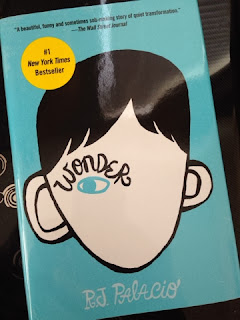 "A beautiful, funny and sometimes sob-making story of quiet transformation."
—The Wall Street Journal
#1
New York Times
Bestseller
WONDER
R.J. PALACIO